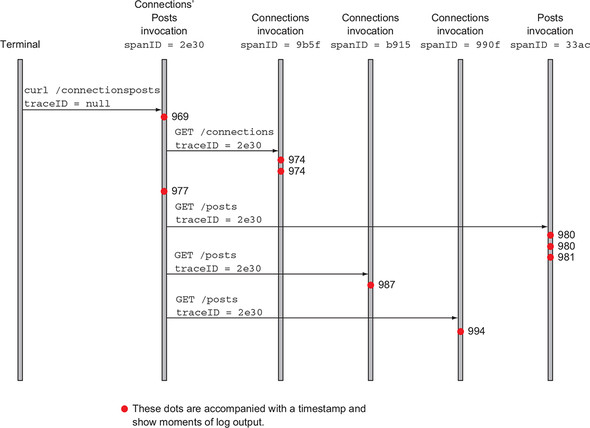 Connections'
Posts
invocation
spanID = 2e30
Connections
invocation
spanID = 9b5f
Connections
invocation
spanID = b915
Connections
invocation
spanID = 990f
Posts
invocation
spanID = 33ac
Terminal
curl /connectionsposts
traceID = null
969
GET /connections
traceID = 2e30
974
974
977
GET /posts
traceID = 2e30
980
980
981
GET /posts
traceID = 2e30
987
GET /posts
traceID = 2e30
994
These dots are accompanied with a timestamp and
show moments of log output.